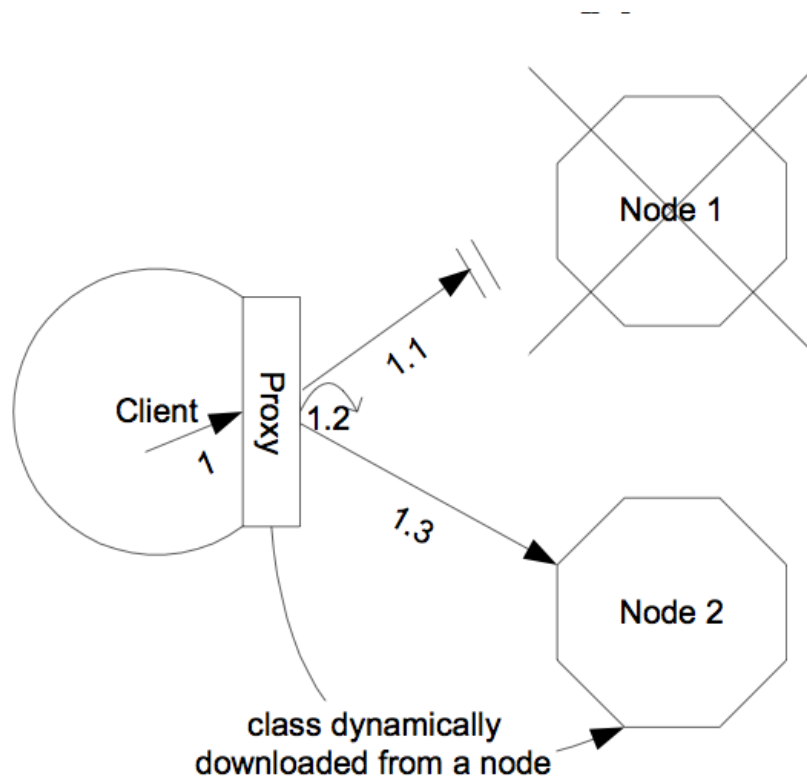 Node 1
1.1
Client
Proxy
1.2
1
1.3
Node 2
class dynamically
downloaded from a node